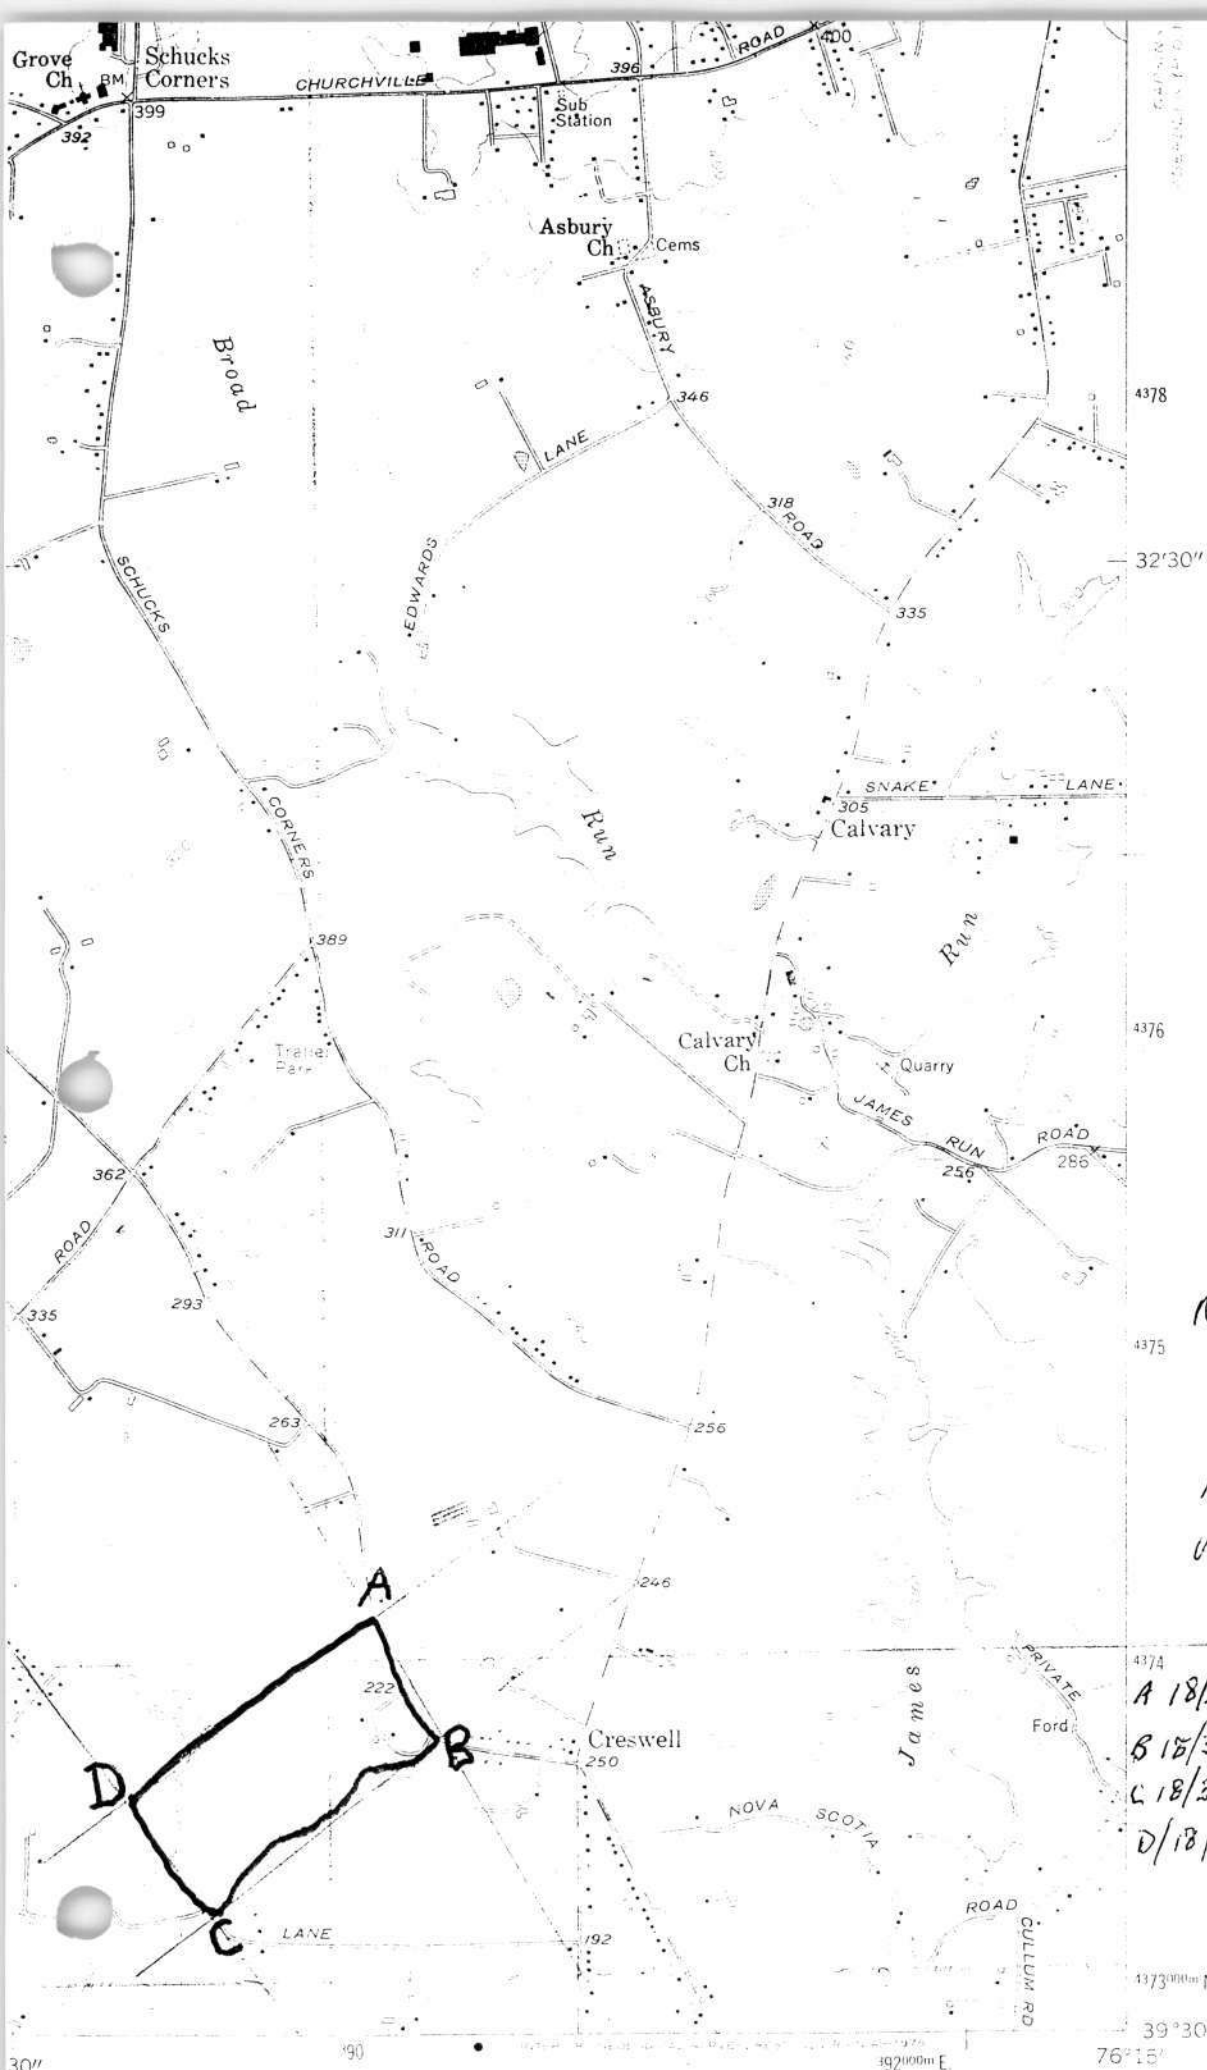 Grove
Ch
BM
Schucks
Corners
CHURCHVILLE
ROAD
400
396
399
392
Sub
Station
Asbury
Ch
Cems
ASBURY
Broad
346
4378
LANE
318
ROAD
32'30"
SCHUCKS
EDWARDS
335
SNAKE
LANE
305
Calvary
Run
CORNERS
Run
389
4376
Trailer
Park
Calvary
Ch
Quarry
JAMES
RUN
ROAD
256
286
362
ROAD
311
ROAD
293
335
4375
263
256
A
246
4374
PRIVATE
222
A 18/
James
Ford
Creswell
B
B 18/3
250
D
C 18/3
NOVA
SCOTIA
D/18/
ROAD
C
LANE
192
CULLUM RD
4373000m N
39°30
30"
390
392000m E
76°15'